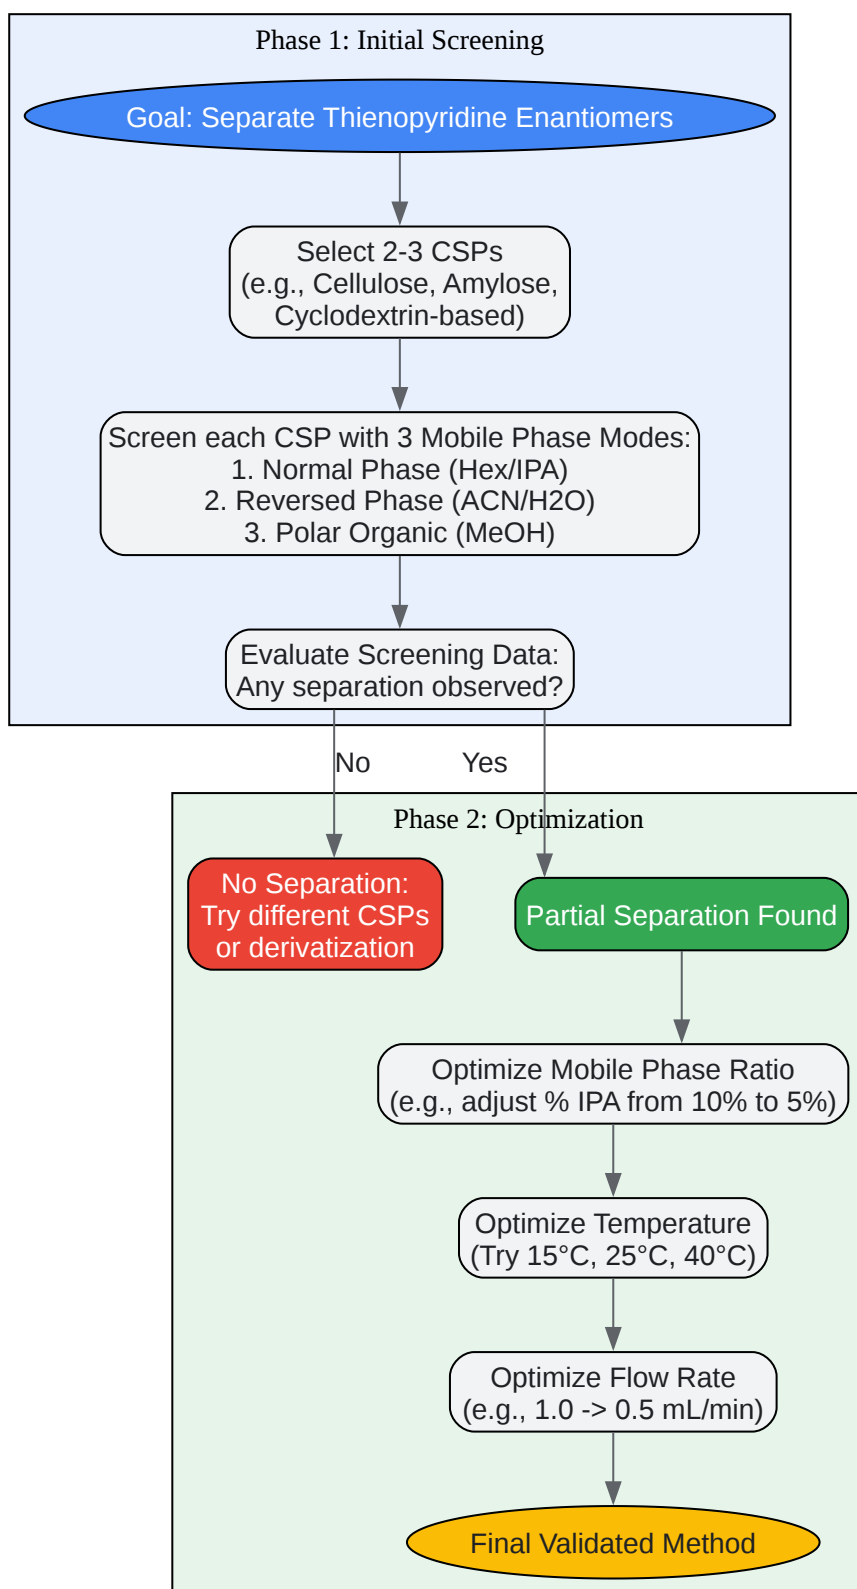 Phase 1: Initial Screening
Goal: Separate Thienopyridine Enantiomers
Select 2-3 CSPs
(e.g., Cellulose, Amylose,
Cyclodextrin-based)
Screen each CSP with 3 Mobile Phase Modes:
1. Normal Phase (Hex/IPA)
2. Reversed Phase (ACN/H2O)
3. Polar Organic (MeOH)
Evaluate Screening Data:
Any separation observed?
No
Yes
Phase 2: Optimization
No Separation:
Try different CSPs
or derivatization
Partial Separation Found
Optimize Mobile Phase Ratio
(e.g., adjust % IPA from 10% to 5%)
Optimize Temperature
(Try 15°C, 25°C, 40°C)
Optimize Flow Rate
(e.g., 1.0 -> 0.5 mL/min)
Final Validated Method